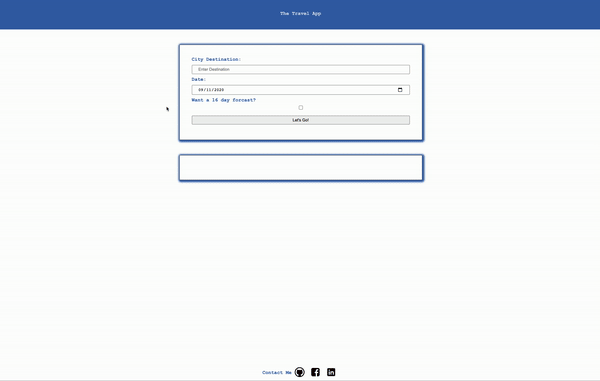 The Travel App
City Destination:
Enter Destination
Date:
09/11/2020
Want a 16 day forcast?
Let's Go!
Contact Me